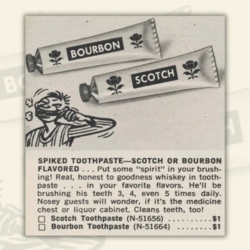 BOURBON
SCOTCH
SPIKED TOOTHPASTE—SCOTCH OR BOURBON
FLAVORED . . . Put some "spirit" in your brush-
ing! Real, honest to goodness whiskey in tooth-
paste . . . in your favorite flavors. He'll be
brushing his teeth 3, 4, even 5 times daily.
Nosey guests will wonder, if it's the medicine
chest or liquor cabinet. Cleans teeth, too!
☐ Scotch Toothpaste (N-51656) ..........$1
☐ Bourbon Toothpaste (N-51664) .........$1